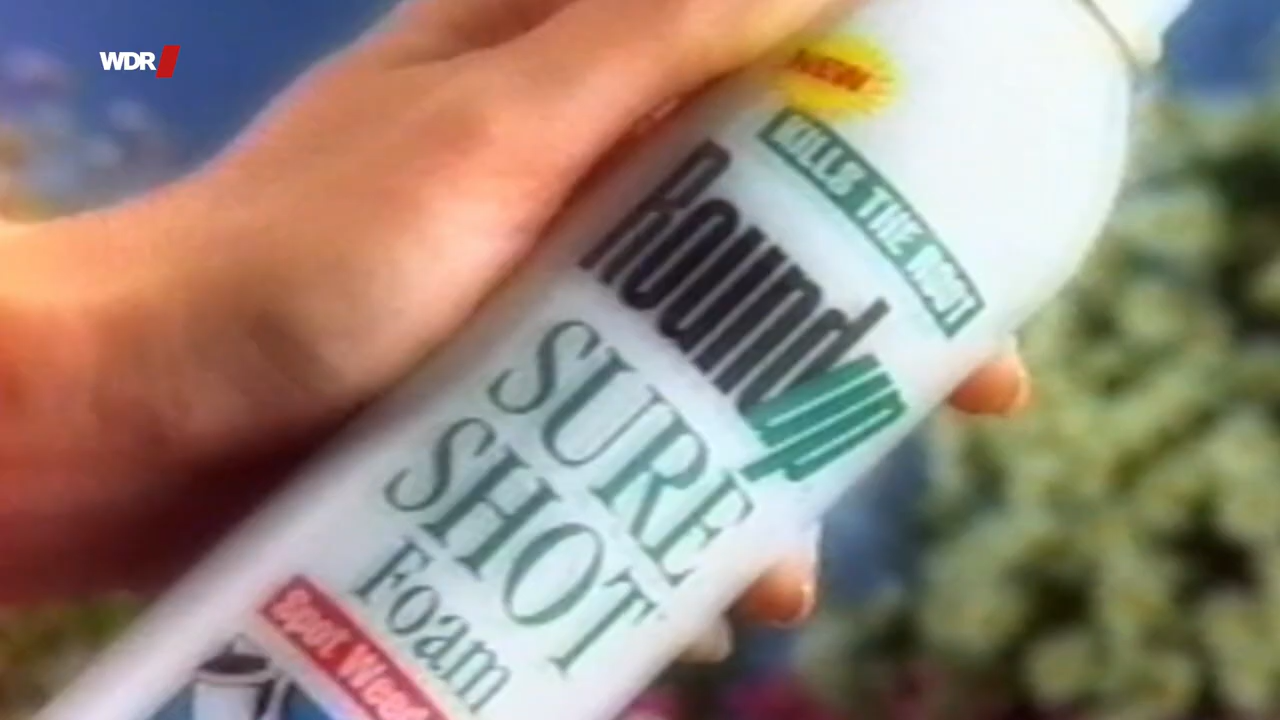 WDR
NEW
KILLS THE ROOT
Roundup
SURE
SHOT
Foam
Spot Weed